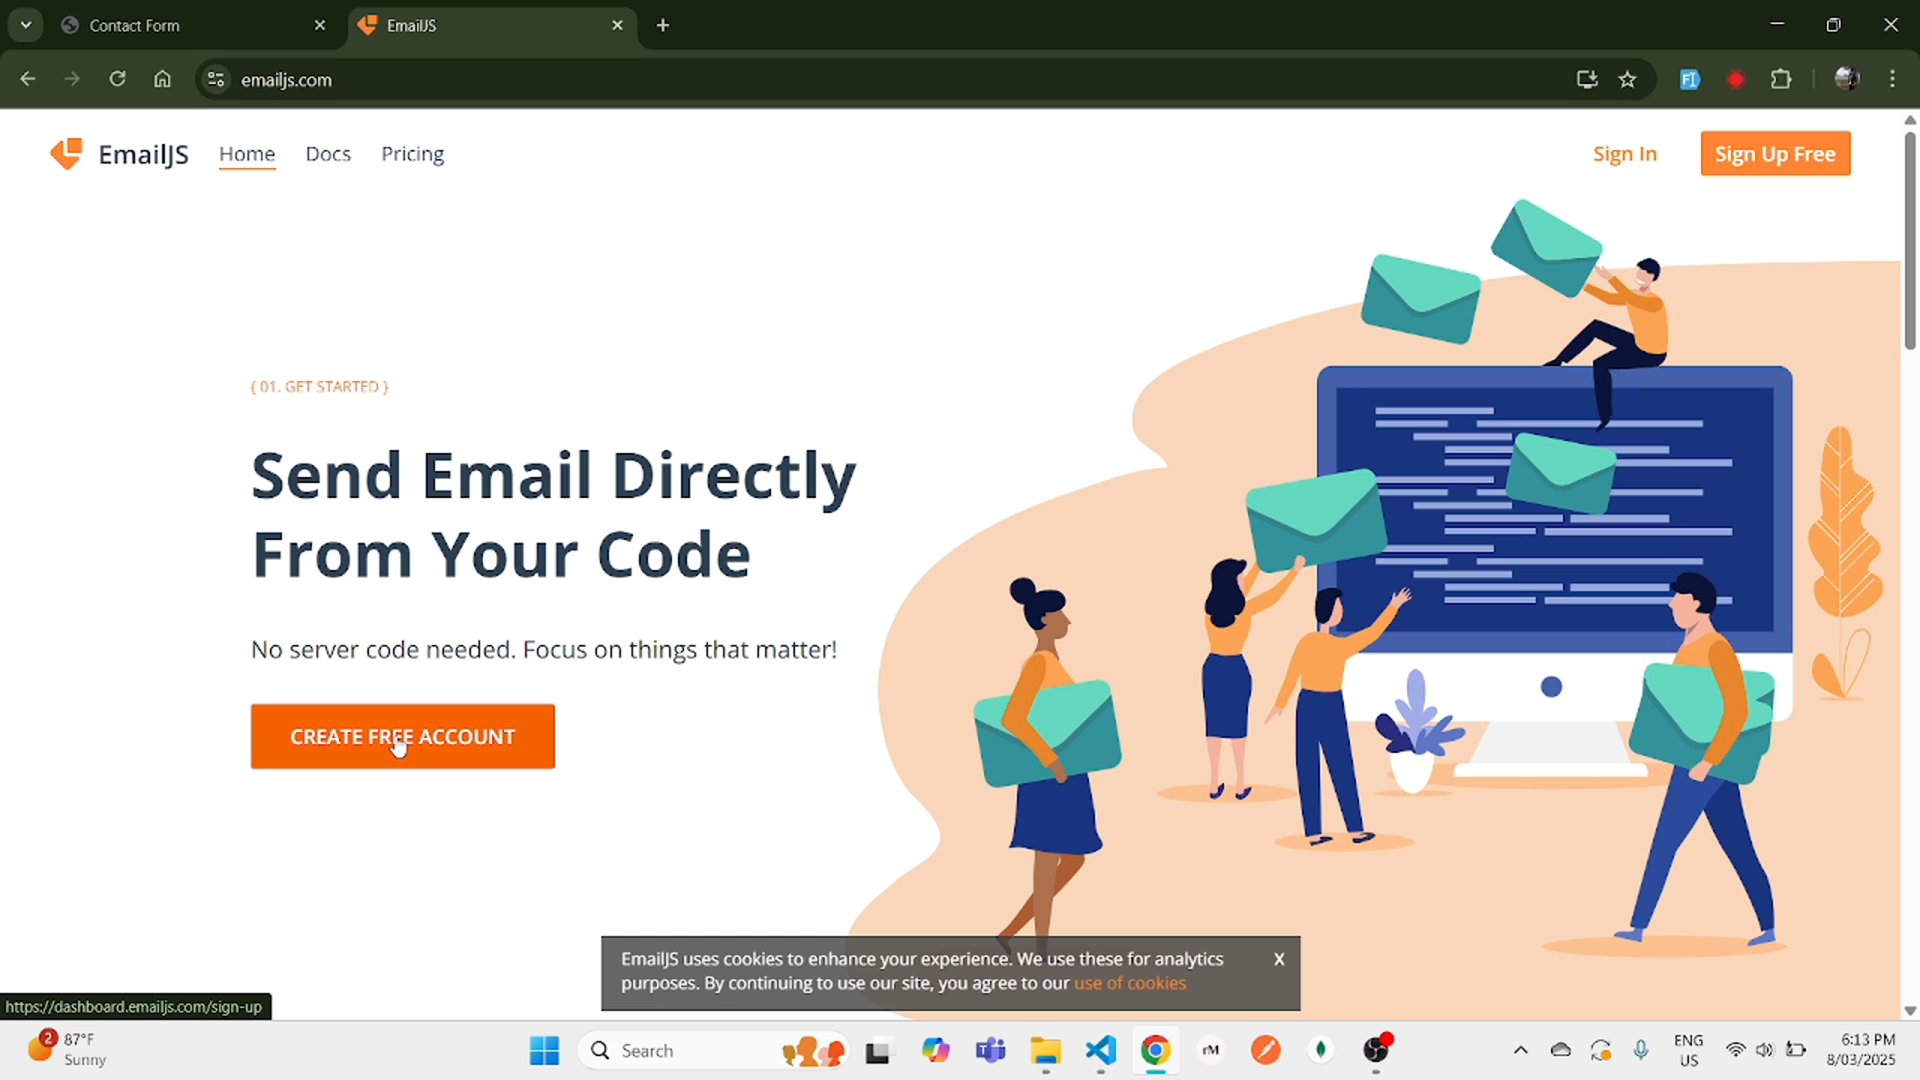 Contact Form
EmailJS
emailjs.com
EmailJS
Home
Docs
Pricing
Sign In
Sign Up Free
{ 01. GET STARTED }
Send Email Directly
From Your Code
No server code needed. Focus on things that matter!
CREATE FREE ACCOUNT
EmailJS uses cookies to enhance your experience. We use these for analytics
purposes. By continuing to use our site, you agree to our use of cookies
X
https://dashboard.emailjs.com/sign-up
2
87°F
Sunny
Search
rM
ENG
US
6:13 PM
8/03/2025